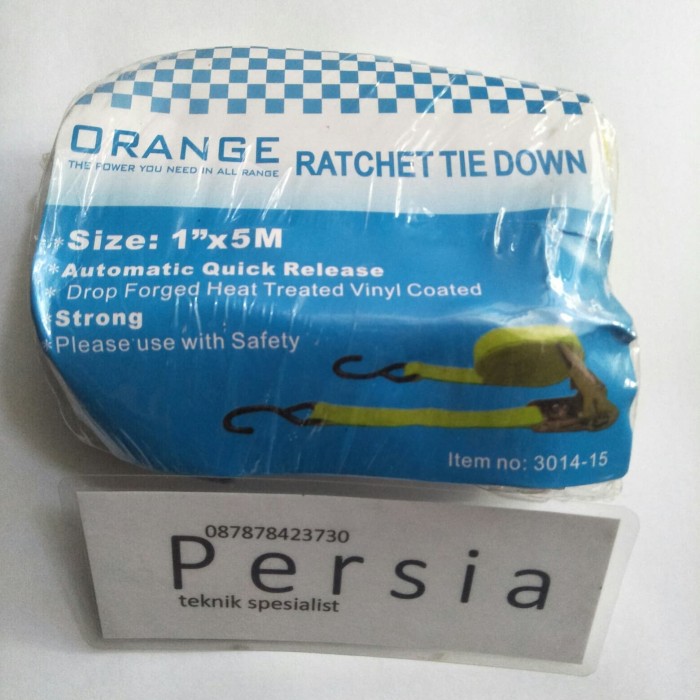 ORANGE
THE POWER YOU NEED IN ALL RANGE
RATCHET TIE DOWN
*Size: 1”x5M
*Automatic Quick Release
* Drop Forged Heat Treated Vinyl Coated
*Strong
*Please use with Safety
Item no: 3014-15
087878423730
Persia
teknik spesialist